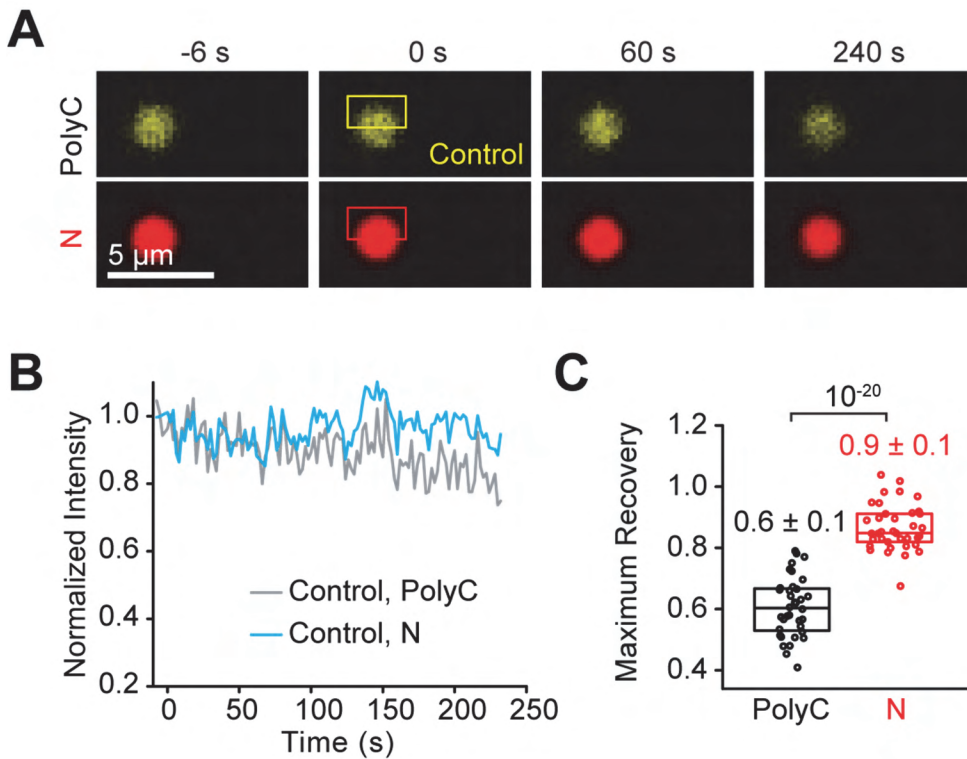 A
-6 s
0 s
60 s
240 s
PolyC
Control
N
5 µm
B
Normalized Intensity
1.0
0.8
0.6
0.4
0.2
Control, PolyC
Control, N
0
50
100
150
200
250
Time (s)
C
10⁻²⁰
Maximum Recovery
1.2
1.0
0.8
0.6
0.4
0.9 ± 0.1
0.6 ± 0.1
PolyC
N